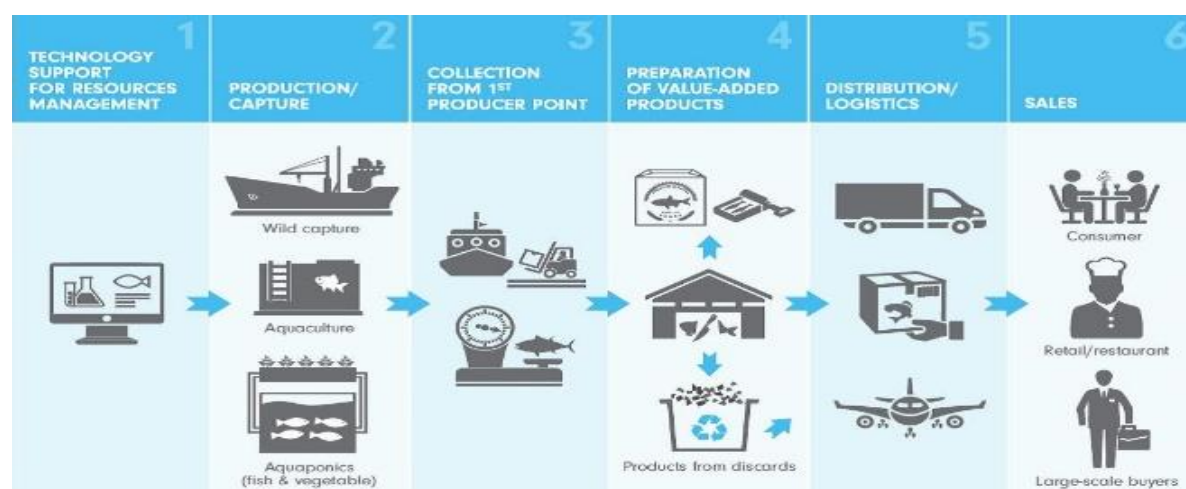 1
TECHNOLOGY
SUPPORT
FOR RESOURCES
MANAGEMENT
2
PRODUCTION/
CAPTURE
3
COLLECTION
FROM 1ST
PRODUCER POINT
4
PREPARATION
OF VALUE-ADDED
PRODUCTS
5
DISTRIBUTION/
LOGISTICS
6
SALES
Wild capture
Aquaculture
Aquaponics
(fish & vegetable)
Products from discards
Consumer
Retail/restaurant
Large-scale buyers